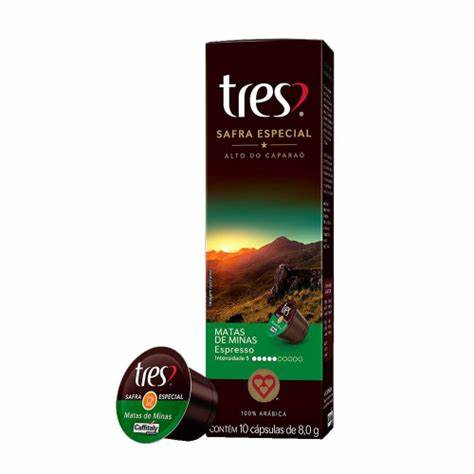 tres
SAFRA ESPECIAL
ALTO DO CAPARAÓ
MATAS
DE MINAS
Espresso
Intensidade 5
100% ARÁBICA
CONTÉM 10 cápsulas de 8,0 g
tres
SAFRA ESPECIAL
Matas de Minas
Caffitaly